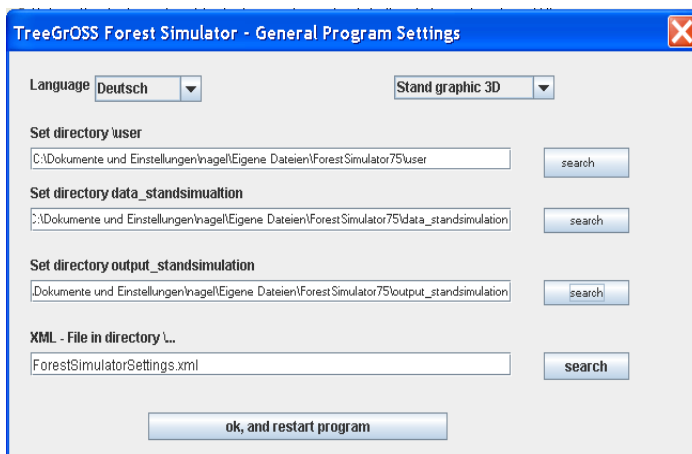 TreeGrOSS Forest Simulator - General Program Settings
Language Deutsch Stand graphic 3D
Set directory \user
C:\Dokumente und Einstellungen\nagel\Eigene Dateien\ForestSimulator75\user search
Set directory data_standsimualtion
:\Dokumente und Einstellungen\nagel\Eigene Dateien\ForestSimulator75\data_standsimulation search
Set directory output_standsimulation
.Dokumente und Einstellungen\nagel\Eigene Dateien\ForestSimulator75\output_standsimulation search
XML - File in directory \...
ForestSimulatorSettings.xml search
ok, and restart program